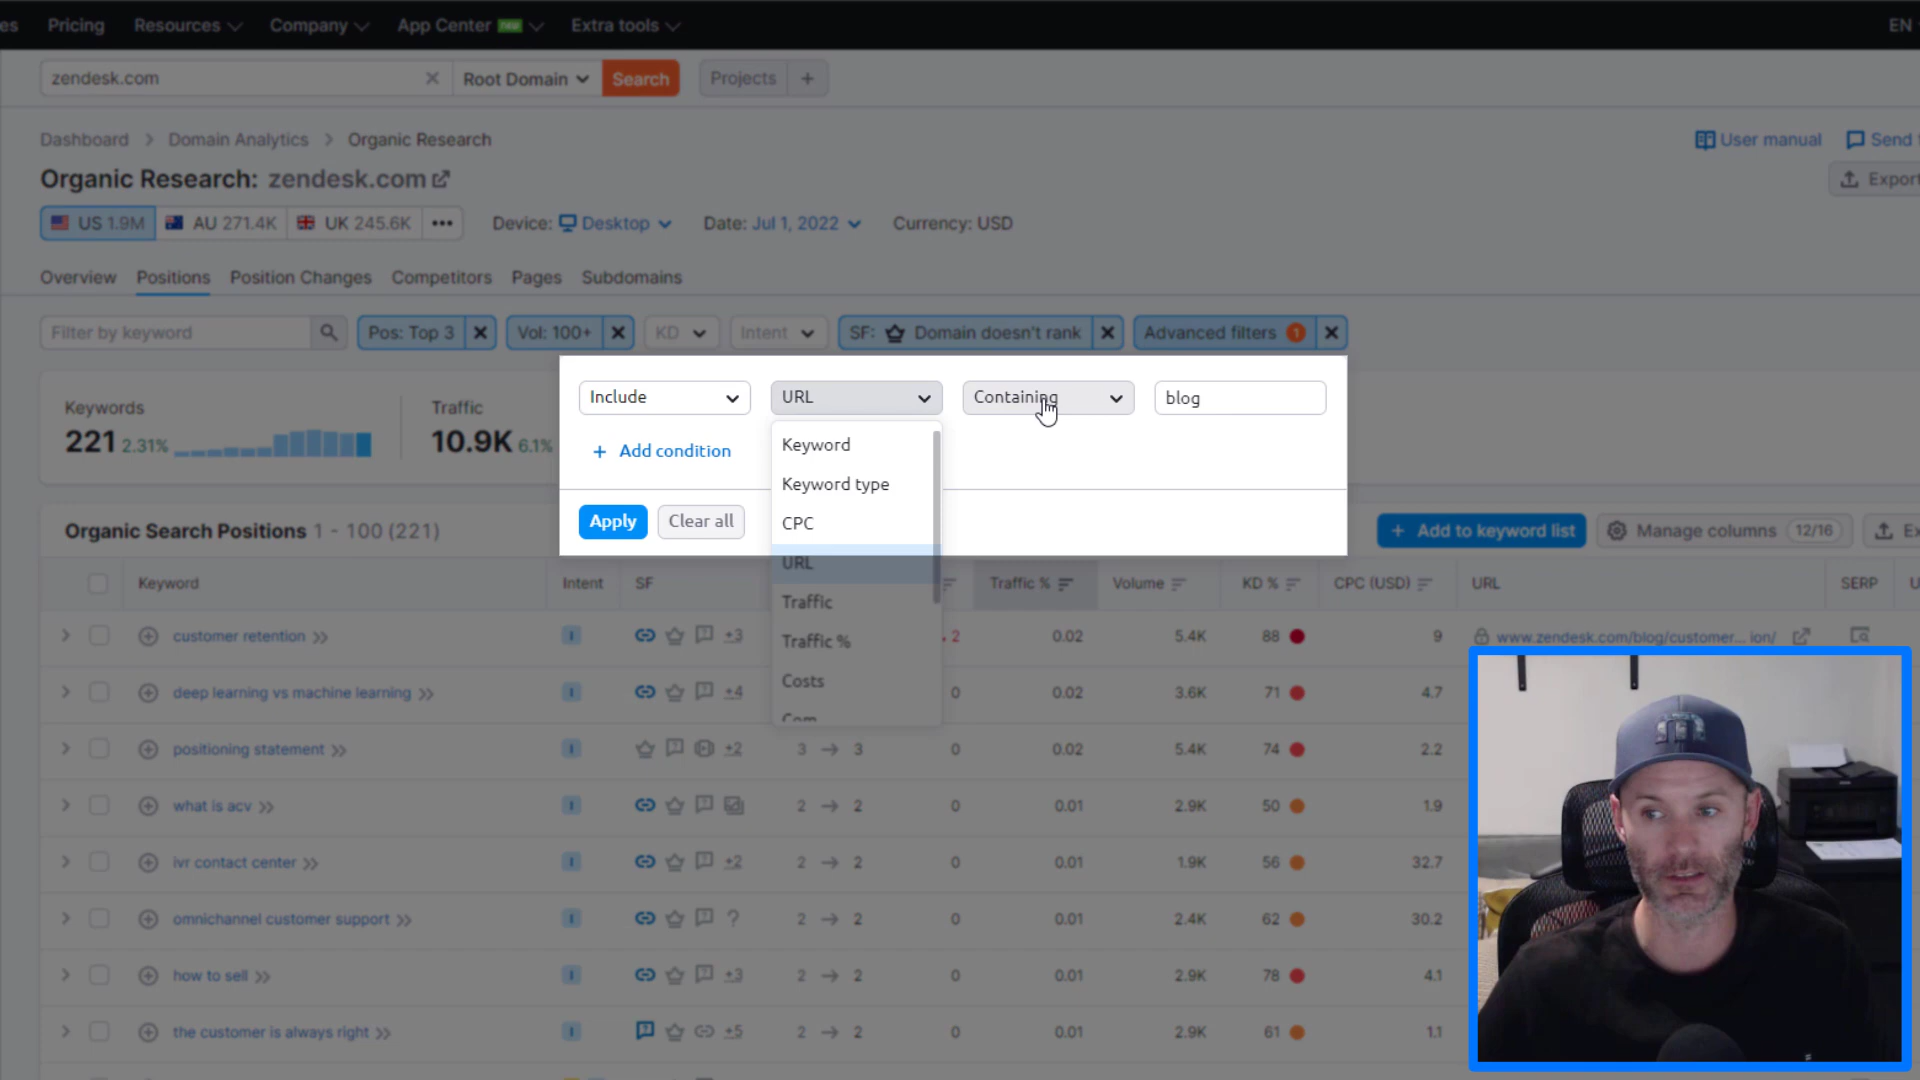 es Pricing Resources Company App Center new Extra tools EN
zendesk.com Root Domain Search Projects +
Dashboard > Domain Analytics > Organic Research User manual Send
Organic Research: zendesk.com Export
US 1.9M AU 271.4K UK 245.6K ••• Device: Desktop Date: Jul 1, 2022 Currency: USD
Overview Positions Position Changes Competitors Pages Subdomains
Filter by keyword Pos: Top 3 Vol: 100+ KD Intent SF: Domain doesn't rank Advanced filters 1
Include URL Containing blog
+ Add condition
Keyword
Keyword type
CPC
URL
Traffic
Traffic %
Costs
Com
Apply Clear all
Keywords Traffic
221 2.31% 10.9K 6.1%
Organic Search Positions 1 - 100 (221) + Add to keyword list Manage columns 12/16 Ex
Keyword Intent SF Traffic % Volume KD % CPC (USD) URL SERP U
customer retention I +3 2 0.02 5.4K 88 9 www.zendesk.com/blog/customer... ion/
deep learning vs machine learning I +4 0 0.02 3.6K 71 4.7
positioning statement I +2 3 → 3 0 0.02 5.4K 74 2.2
what is acv I 2 → 2 0 0.01 2.9K 50 1.9
ivr contact center I +2 2 → 2 0 0.01 1.9K 56 32.7
omnichannel customer support I ? 2 → 2 0 0.01 2.4K 62 30.2
how to sell I +3 2 → 2 0 0.01 2.9K 78 4.1
the customer is always right I +5 2 → 2 0 0.01 2.9K 61 1.1